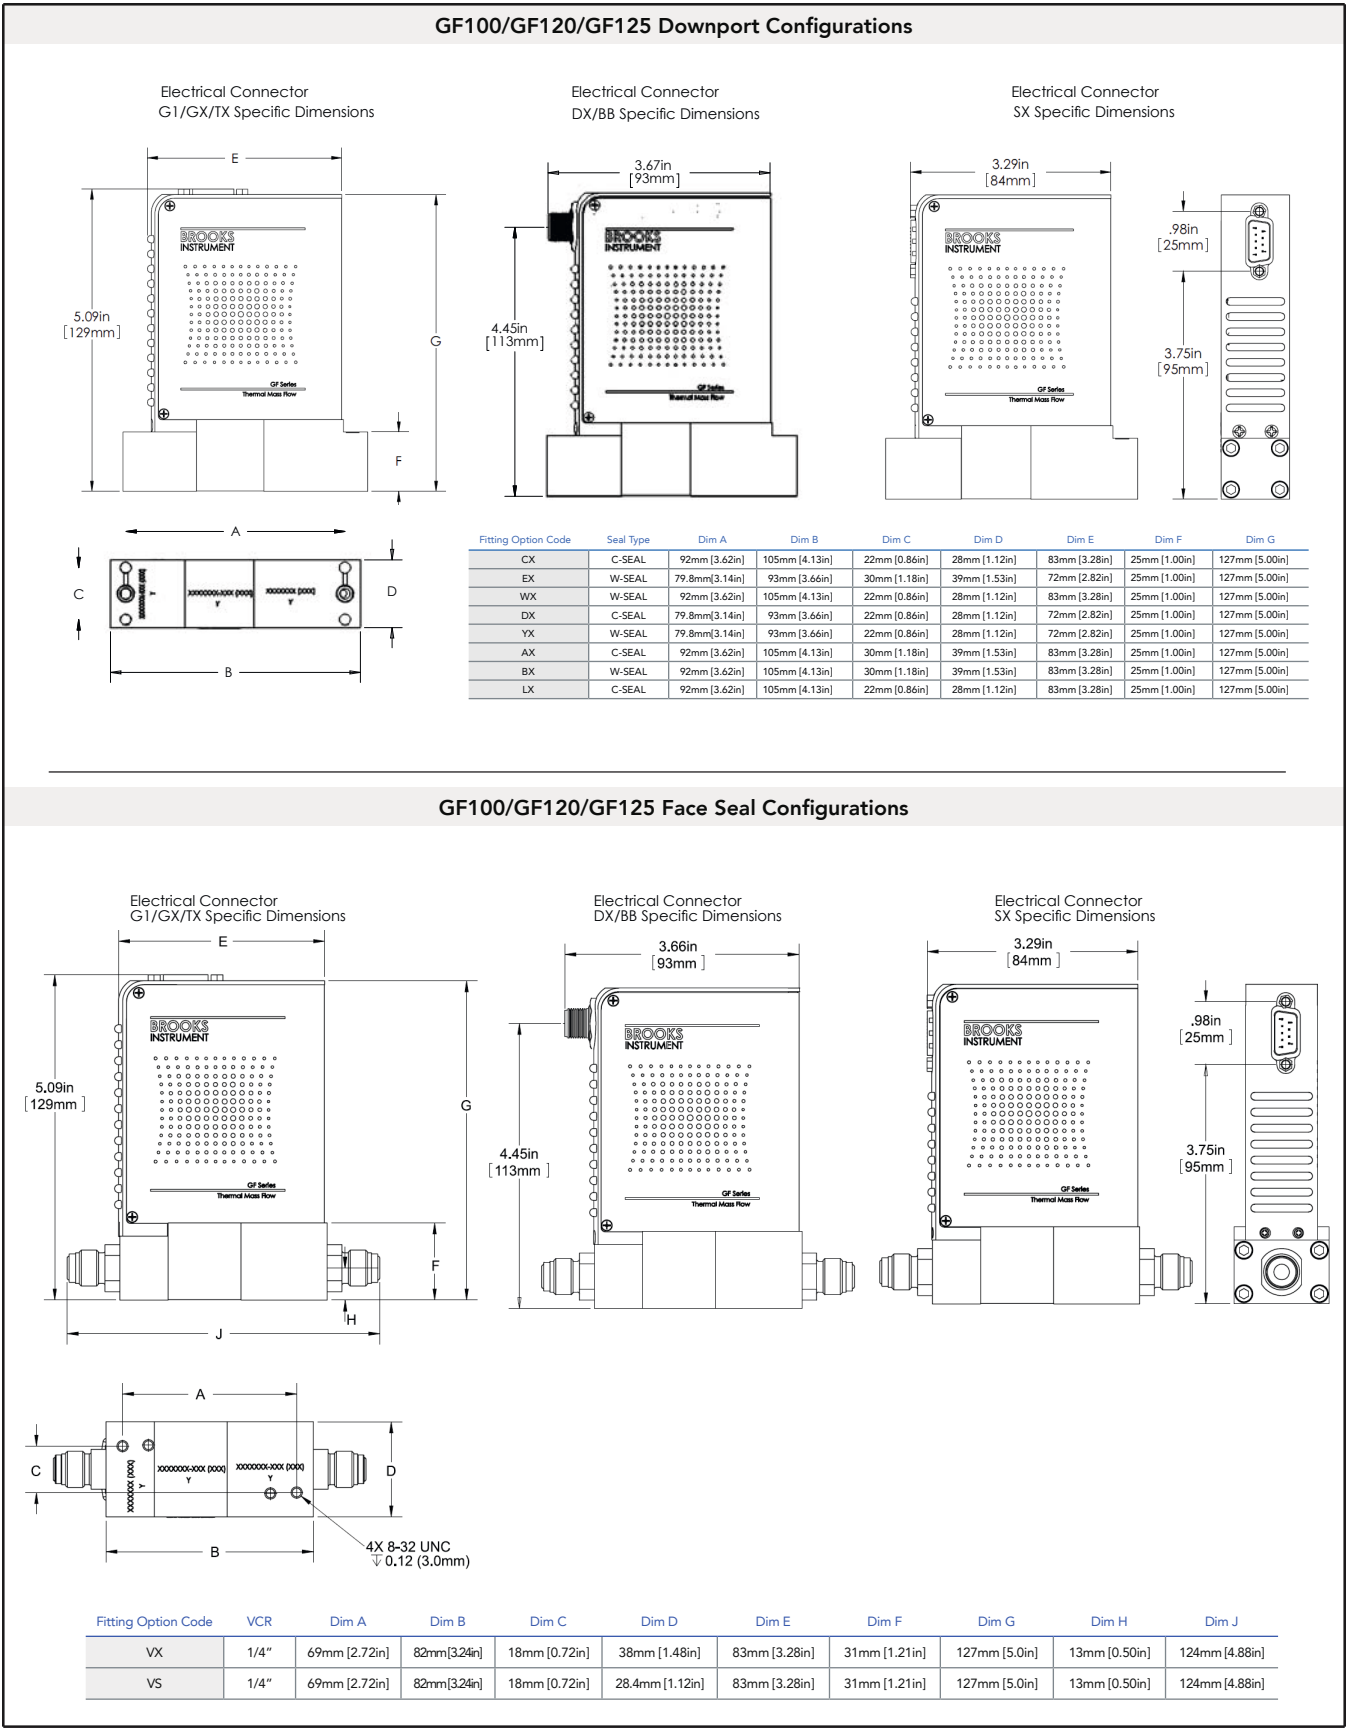 GF100/GF120/GF125 Downport Configurations
Electrical Connector
G1/GX/TX Specific Dimensions
Electrical Connector
DX/BB Specific Dimensions
Electrical Connector
SX Specific Dimensions
E
3.67in
[93mm]
3.29in
[84mm]
BROOKS
INSTRUMENT
BROOKS
INSTRUMENT
BROOKS
INSTRUMENT
.98in
[25mm]
5.09in
[129mm]
G
4.45in
[113mm]
3.75in
[95mm]
GF Series
Thermal Mass Flow
GF Series
Thermal Mass Flow
GF Series
Thermal Mass Flow
F
A
C
XXXXXXX-XXX (XXX)
Y
XXXXXXX-XXX (XXX)
Y
XXXXXXX (XXX)
Y
D
B
Fitting Option Code Seal Type Dim A Dim B Dim C Dim D Dim E Dim F Dim G
CX C-SEAL 92mm [3.62in] 105mm [4.13in] 22mm [0.86in] 28mm [1.12in] 83mm [3.28in] 25mm [1.00in] 127mm [5.00in]
EX W-SEAL 79.8mm[3.14in] 93mm [3.66in] 30mm [1.18in] 39mm [1.53in] 72mm [2.82in] 25mm [1.00in] 127mm [5.00in]
WX W-SEAL 92mm [3.62in] 105mm [4.13in] 22mm [0.86in] 28mm [1.12in] 83mm [3.28in] 25mm [1.00in] 127mm [5.00in]
DX C-SEAL 79.8mm[3.14in] 93mm [3.66in] 22mm [0.86in] 28mm [1.12in] 72mm [2.82in] 25mm [1.00in] 127mm [5.00in]
YX W-SEAL 79.8mm[3.14in] 93mm [3.66in] 22mm [0.86in] 28mm [1.12in] 72mm [2.82in] 25mm [1.00in] 127mm [5.00in]
AX C-SEAL 92mm [3.62in] 105mm [4.13in] 30mm [1.18in] 39mm [1.53in] 83mm [3.28in] 25mm [1.00in] 127mm [5.00in]
BX W-SEAL 92mm [3.62in] 105mm [4.13in] 30mm [1.18in] 39mm [1.53in] 83mm [3.28in] 25mm [1.00in] 127mm [5.00in]
LX C-SEAL 92mm [3.62in] 105mm [4.13in] 22mm [0.86in] 28mm [1.12in] 83mm [3.28in] 25mm [1.00in] 127mm [5.00in]
GF100/GF120/GF125 Face Seal Configurations
Electrical Connector
G1/GX/TX Specific Dimensions
Electrical Connector
DX/BB Specific Dimensions
Electrical Connector
SX Specific Dimensions
E
3.66in
[93mm ]
3.29in
[84mm ]
BROOKS
INSTRUMENT
BROOKS
INSTRUMENT
BROOKS
INSTRUMENT
.98in
[25mm ]
5.09in
[129mm ]
G
4.45in
[113mm ]
3.75in
[95mm ]
GF Series
Thermal Mass Flow
GF Series
Thermal Mass Flow
GF Series
Thermal Mass Flow
F
H
J
A
C
XXXXXXX (XXX)
Y
XXXXXXX-XXX (XXX)
Y
XXXXXXX-XXX (XXX)
Y
D
B
4X 8-32 UNC
↧ 0.12 (3.0mm)
Fitting Option Code VCR Dim A Dim B Dim C Dim D Dim E Dim F Dim G Dim H Dim J
VX 1/4" 69mm [2.72in] 82mm[3.24in] 18mm [0.72in] 38mm [1.48in] 83mm [3.28in] 31mm [1.21in] 127mm [5.0in] 13mm [0.50in] 124mm [4.88in]
VS 1/4" 69mm [2.72in] 82mm[3.24in] 18mm [0.72in] 28.4mm [1.12in] 83mm [3.28in] 31mm [1.21in] 127mm [5.0in] 13mm [0.50in] 124mm [4.88in]